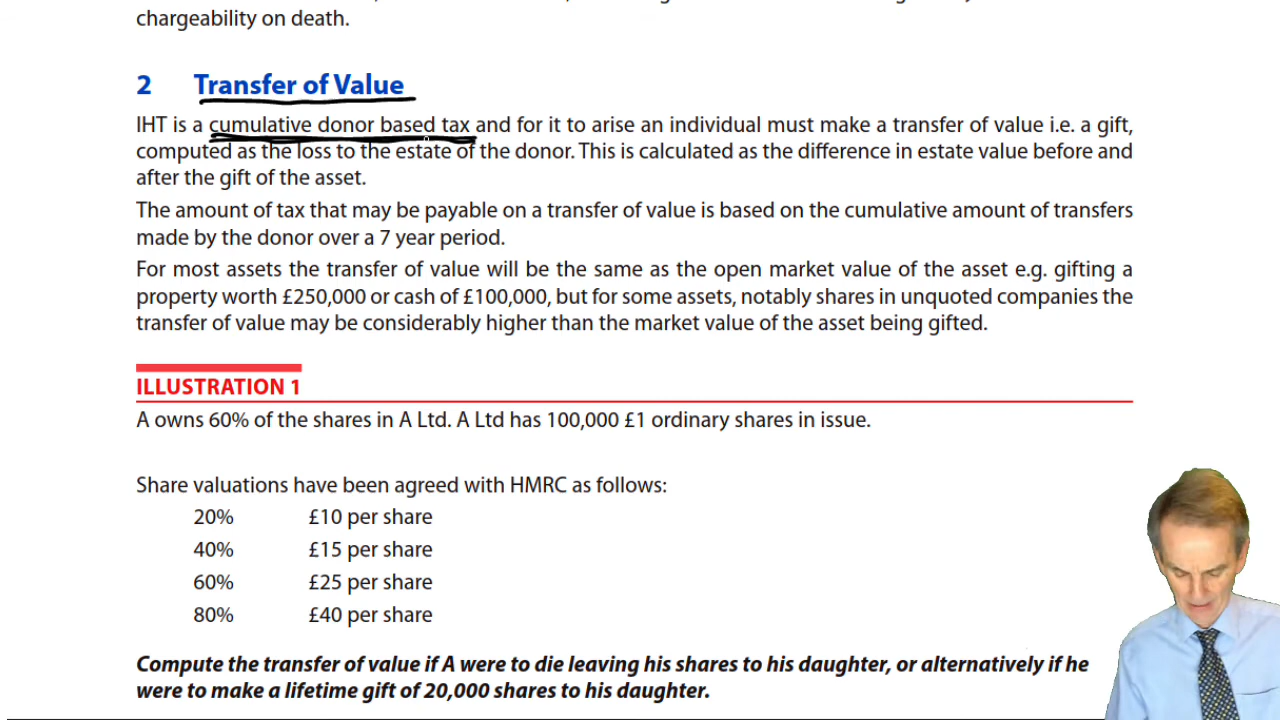 chargeability on death.
2 Transfer of Value
IHT is a cumulative donor based tax and for it to arise an individual must make a transfer of value i.e. a gift,
computed as the loss to the estate of the donor. This is calculated as the difference in estate value before and
after the gift of the asset.
The amount of tax that may be payable on a transfer of value is based on the cumulative amount of transfers
made by the donor over a 7 year period.
For most assets the transfer of value will be the same as the open market value of the asset e.g. gifting a
property worth £250,000 or cash of £100,000, but for some assets, notably shares in unquoted companies the
transfer of value may be considerably higher than the market value of the asset being gifted.
ILLUSTRATION 1
A owns 60% of the shares in A Ltd. A Ltd has 100,000 £1 ordinary shares in issue.
Share valuations have been agreed with HMRC as follows:
20% £10 per share
40% £15 per share
60% £25 per share
80% £40 per share
Compute the transfer of value if A were to die leaving his shares to his daughter, or alternatively if he
were to make a lifetime gift of 20,000 shares to his daughter.